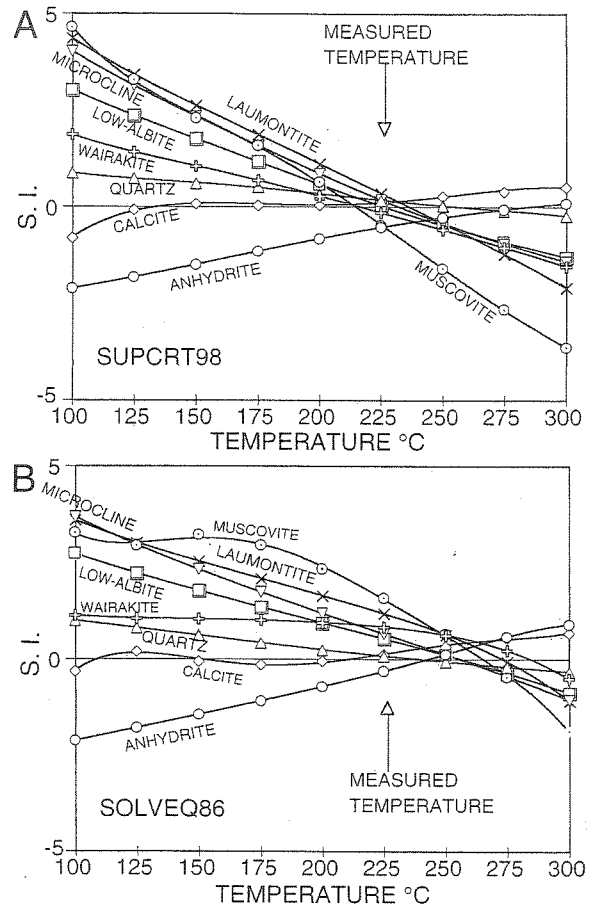 A
5
MEASURED
TEMPERATURE
MICROCLINE
LAUMONTITE
LOW-ALBITE
WAIRAKITE
QUARTZ
S. I.
0
CALCITE
ANHYDRITE
MUSCOVITE
SUPCRT98
-5
100 125 150 175 200 225 250 275 300
TEMPERATURE °C
B
5
MICROCLINE
MUSCOVITE
LAUMONTITE
LOW-ALBITE
WAIRAKITE
QUARTZ
S. I.
0
CALCITE
ANHYDRITE
MEASURED
TEMPERATURE
SOLVEQ86
-5
100 125 150 175 200 225 250 275 300
TEMPERATURE °C